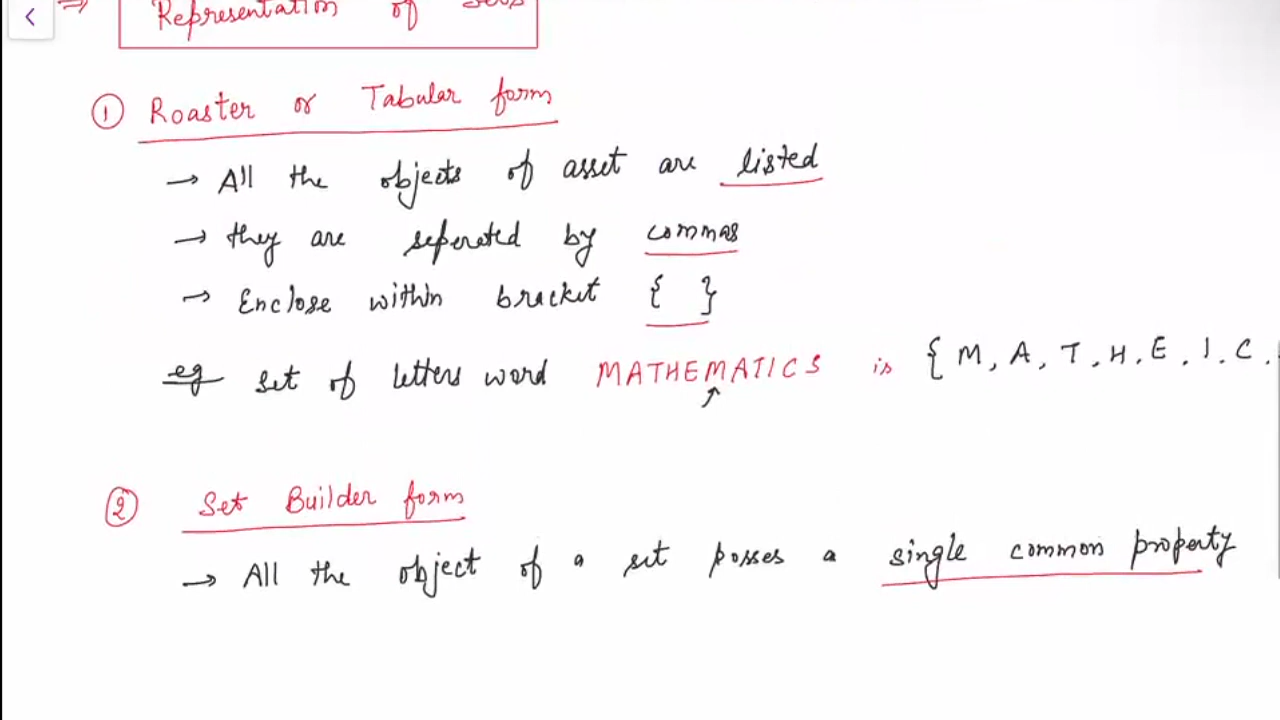 ⇒ Representation of Sets
① Roaster or Tabular form
→ All the objects of asset are listed
→ they are seperated by commas
→ Enclose within bracket { }
eg set of letters word MATHEMATICS is { M, A, T, H, E, I, C,
② Set Builder form
→ All the object of a set posses a single common property